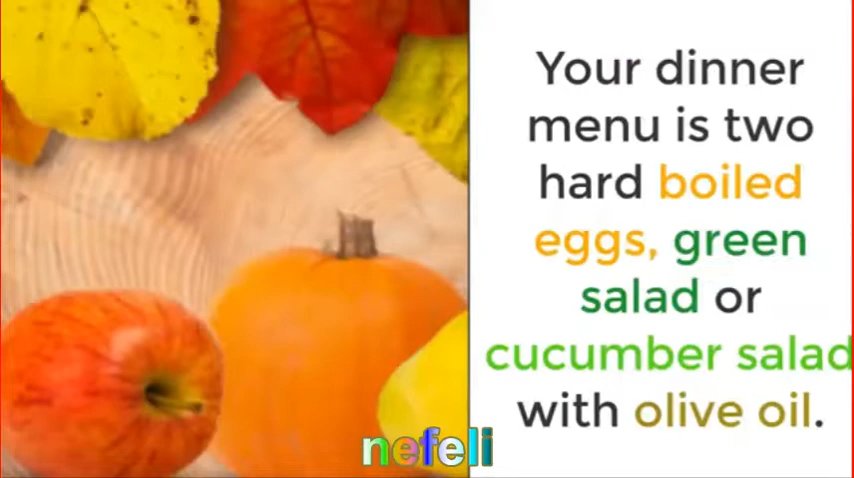 Your dinner
menu is two
hard boiled
eggs, green
salad or
cucumber salad
with olive oil.
nefeli